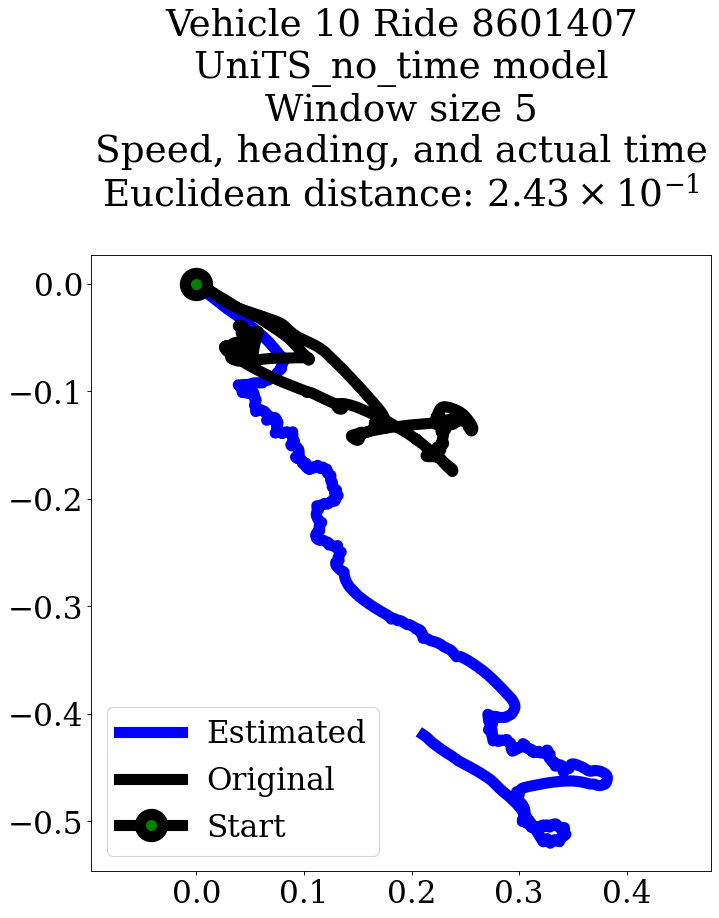 Vehicle 10 Ride 8601407
UniTS_no_time model
Window size 5
Speed, heading, and actual time
Euclidean distance: 2.43 × 10⁻¹
0.0
−0.1
−0.2
−0.3
−0.4
−0.5
Estimated
Original
Start
0.0 0.1 0.2 0.3 0.4